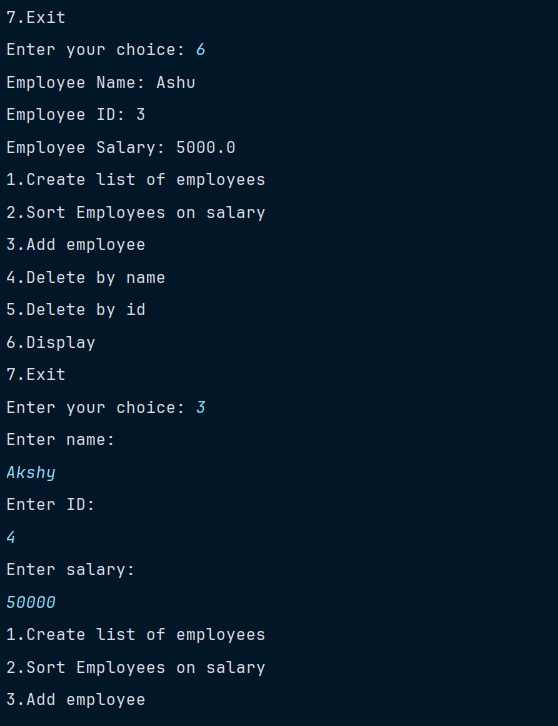 7.Exit
Enter your choice: 6
Employee Name: Ashu
Employee ID: 3
Employee Salary: 5000.0
1.Create list of employees
2.Sort Employees on salary
3.Add employee
4.Delete by name
5.Delete by id
6.Display
7.Exit
Enter your choice: 3
Enter name:
Akshy
Enter ID:
4
Enter salary:
50000
1.Create list of employees
2.Sort Employees on salary
3.Add employee